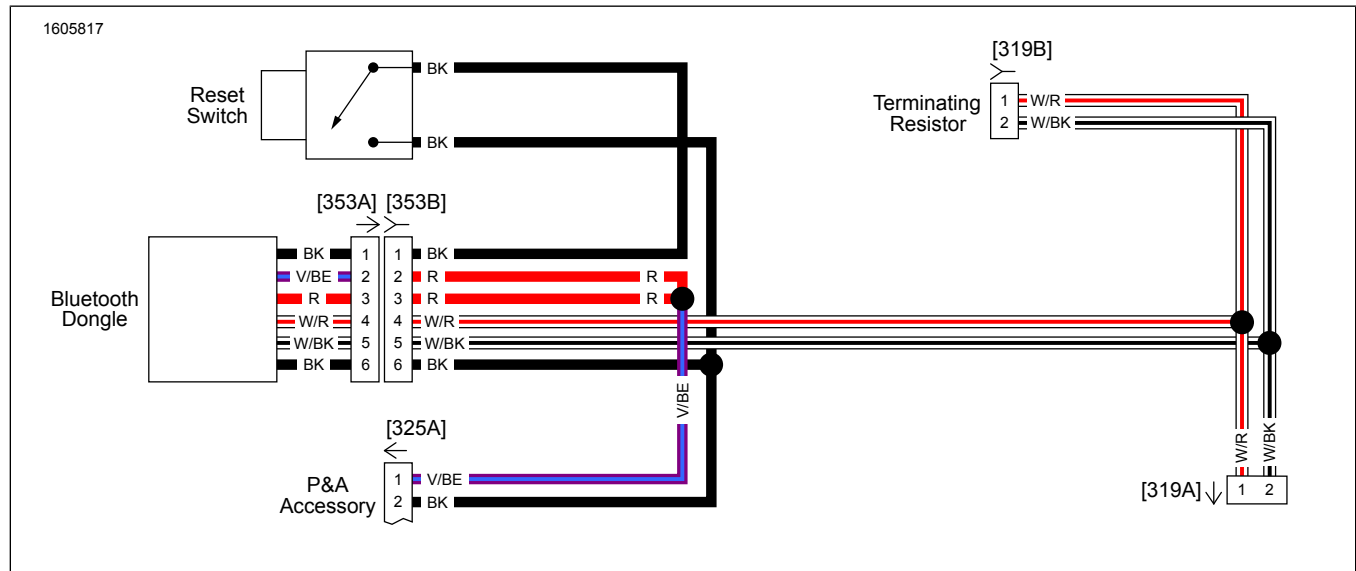 1605817
Reset
Switch
BK
BK
[319B]
Terminating
Resistor
1 W/R
2 W/BK
[353A] [353B]
Bluetooth
Dongle
BK 1 1 BK
V/BE 2 2 R R
R 3 3 R R
W/R 4 4 W/R
W/BK 5 5 W/BK
BK 6 6 BK
V/BE
[325A]
P&A
Accessory
1 V/BE
2 BK
W/R
W/BK
[319A] 1 2